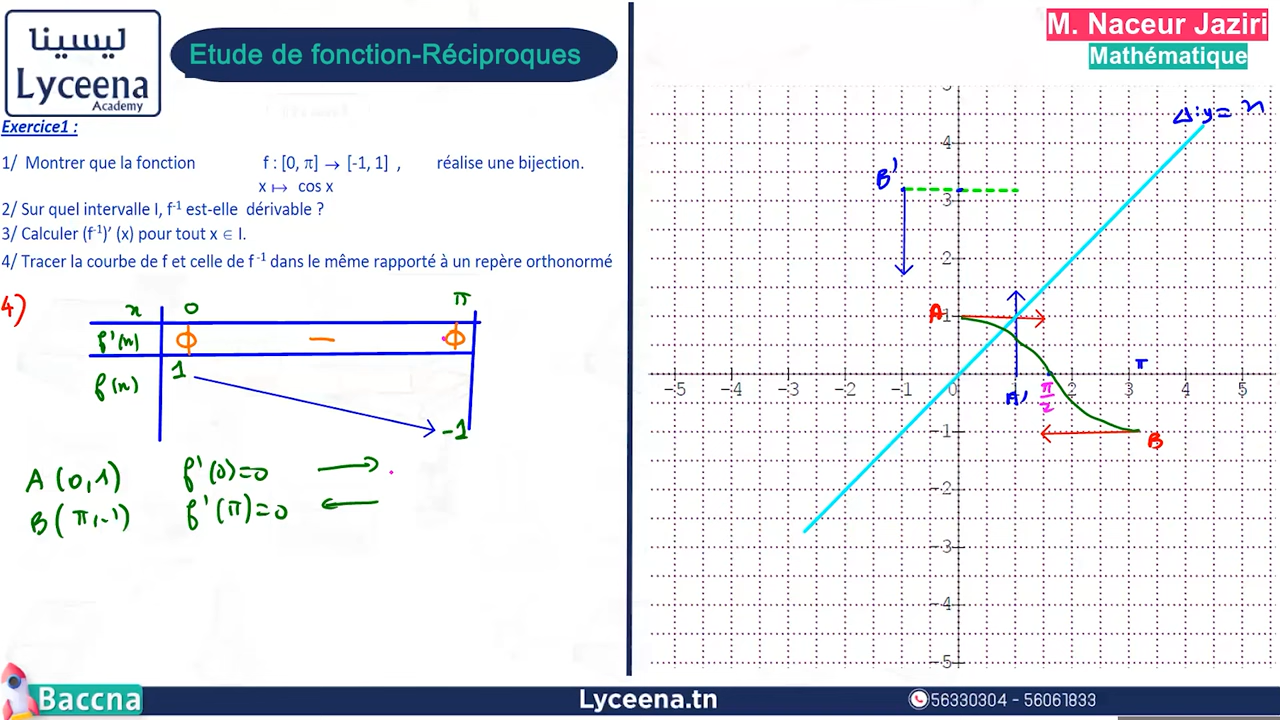 ليسينا
Lyceena
Academy
Etude de fonction-Réciproques
M. Naceur Jaziri
Mathématique
Exercice1 :
1/ Montrer que la fonction f : [0, π] → [-1, 1] , réalise une bijection.
x ↦ cos x
2/ Sur quel intervalle I, f⁻¹ est-elle dérivable ?
3/ Calculer (f⁻¹)' (x) pour tout x ∈ I.
4/ Tracer la courbe de f et celle de f⁻¹ dans le même rapporté à un repère orthonormé
4)
x 0 π
f'(x) 0 — 0
f(x) 1 -1
A (0,1) f'(0)=0 →
B (π,-1) f'(π)=0 ←
Δ:y= x
5
4
B'
3
2
A 1
π
-5 -4 -3 -2 -1 0 A' π/2 2 3 4 5
-1 B
-3
-4
-5
Baccna
Lyceena.tn
56330304 - 56061833